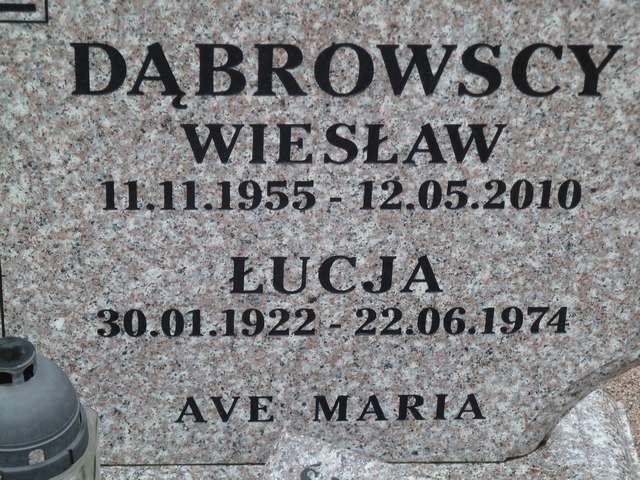 DĄBROWSCY
WIESŁAW
11.11.1955 - 12.05.2010
ŁUCJA
30.01.1922 - 22.06.1974
AVE MARIA